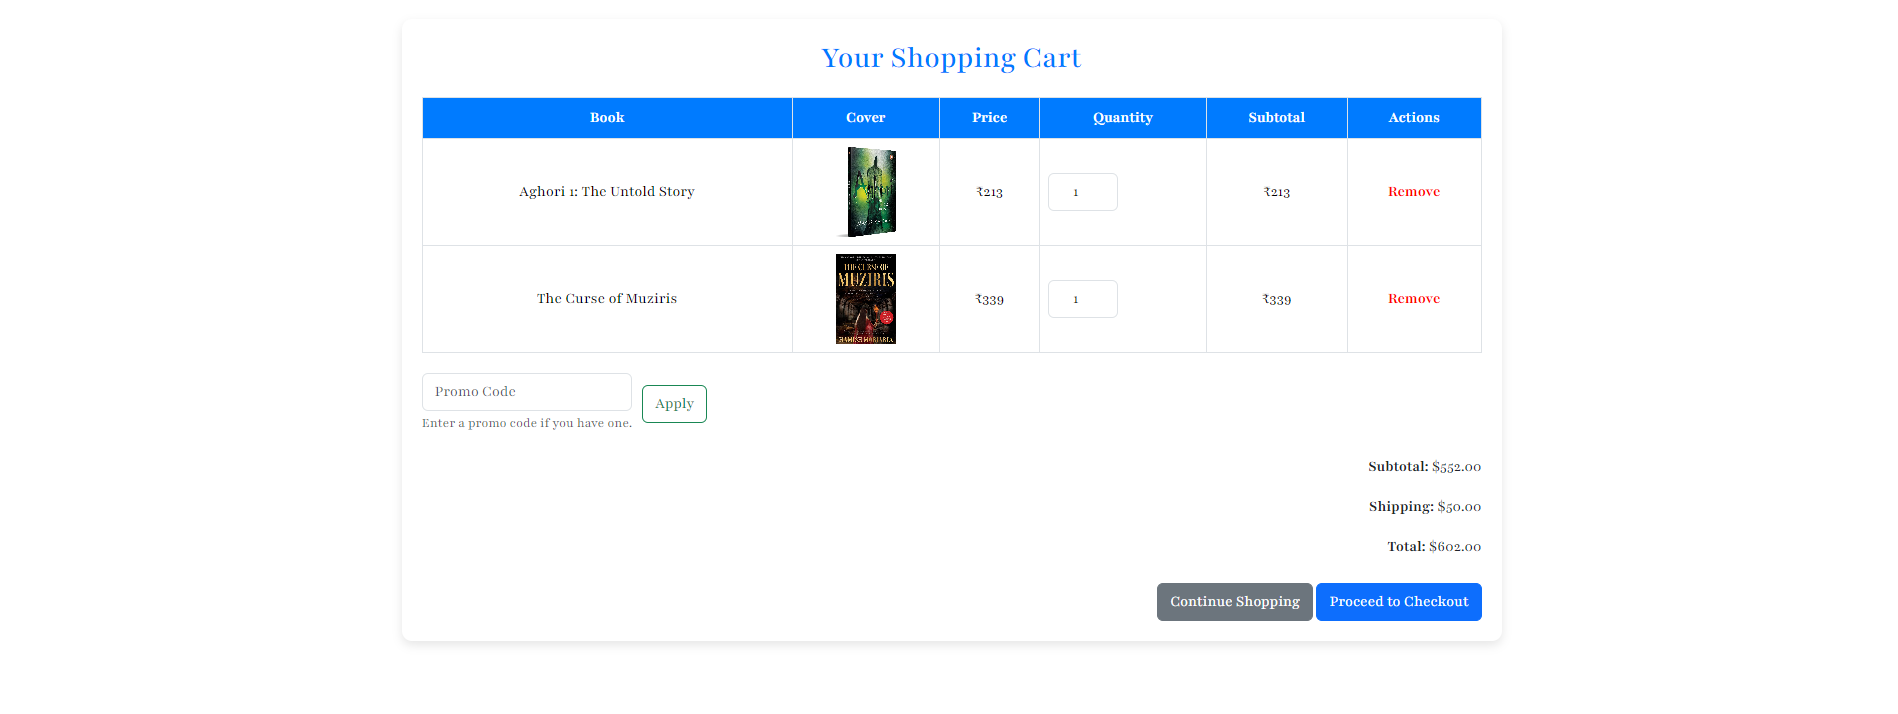 Your Shopping Cart
Book Cover Price Quantity Subtotal Actions
Aghori 1: The Untold Story ₹213 1 ₹213 Remove
THE CURSE OF
MUZIRIS
The Curse of Muziris ₹339 1 ₹339 Remove
Promo Code
Apply
Enter a promo code if you have one.
Subtotal: $552.00
Shipping: $50.00
Total: $602.00
Continue Shopping Proceed to Checkout